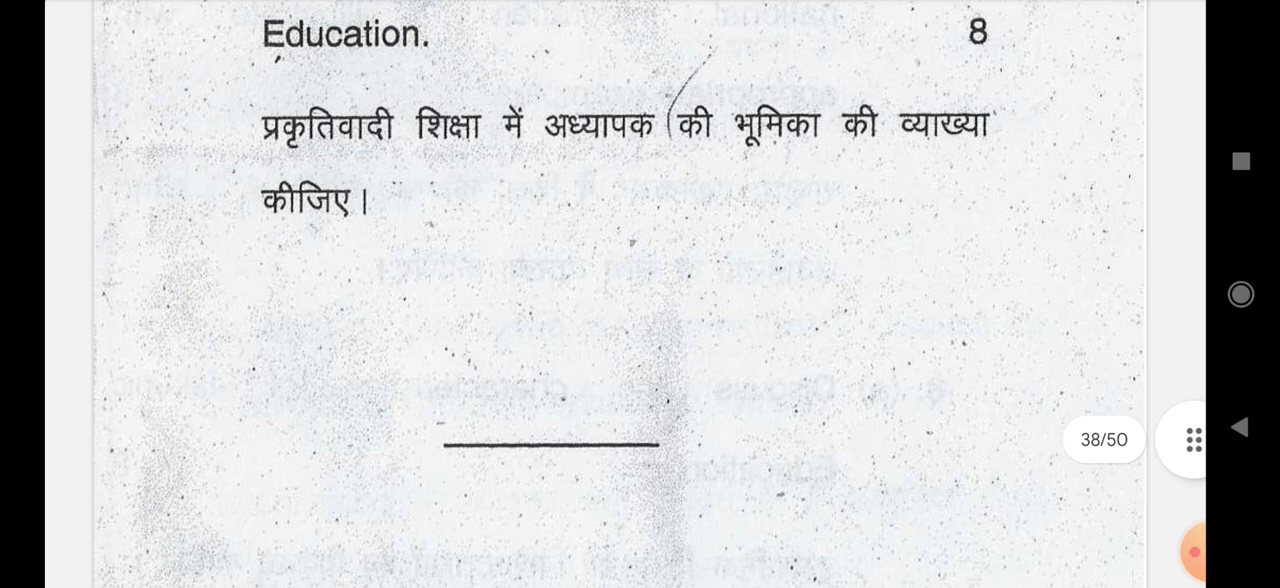 Education. 8
प्रकृतिवादी शिक्षा में अध्यापक की भूमिका की व्याख्या
कीजिए।
38/50